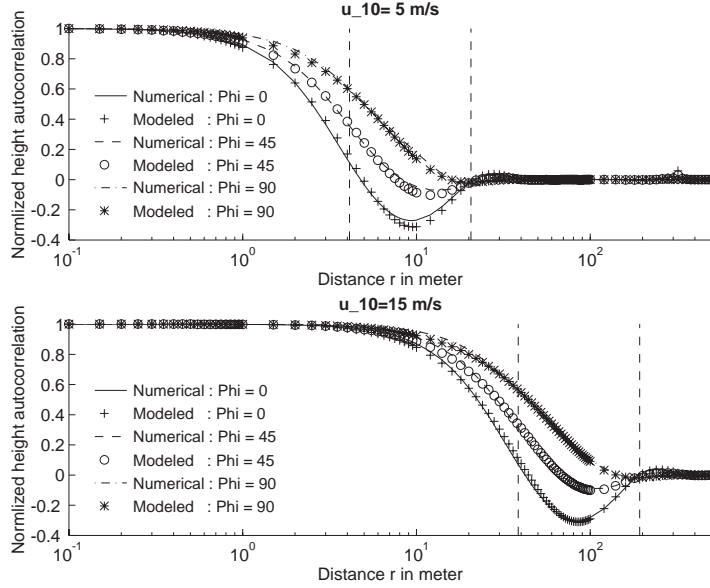 u_10= 5 m/s
Normlized height autocorrelation
1
0.8
0.6
0.4
0.2
0
-0.2
-0.4
Numerical : Phi = 0
Modeled : Phi = 0
Numerical : Phi = 45
Modeled : Phi = 45
Numerical : Phi = 90
Modeled : Phi = 90
10^-1 10^0 10^1 10^2
Distance r in meter
u_10=15 m/s
Normlized height autocorrelation
1
0.8
0.6
0.4
0.2
0
-0.2
-0.4
Numerical : Phi = 0
Modeled : Phi = 0
Numerical : Phi = 45
Modeled : Phi = 45
Numerical : Phi = 90
Modeled : Phi = 90
10^-1 10^0 10^1 10^2
Distance r in meter